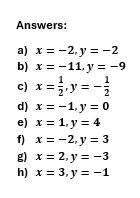 Answers:
a) x = −2, y = −2
b) x = −11, y = −9
c) x = 1/2, y = −1/2
d) x = −1, y = 0
e) x = 1, y = 4
f) x = −2, y = 3
g) x = 2, y = −3
h) x = 3, y = −1